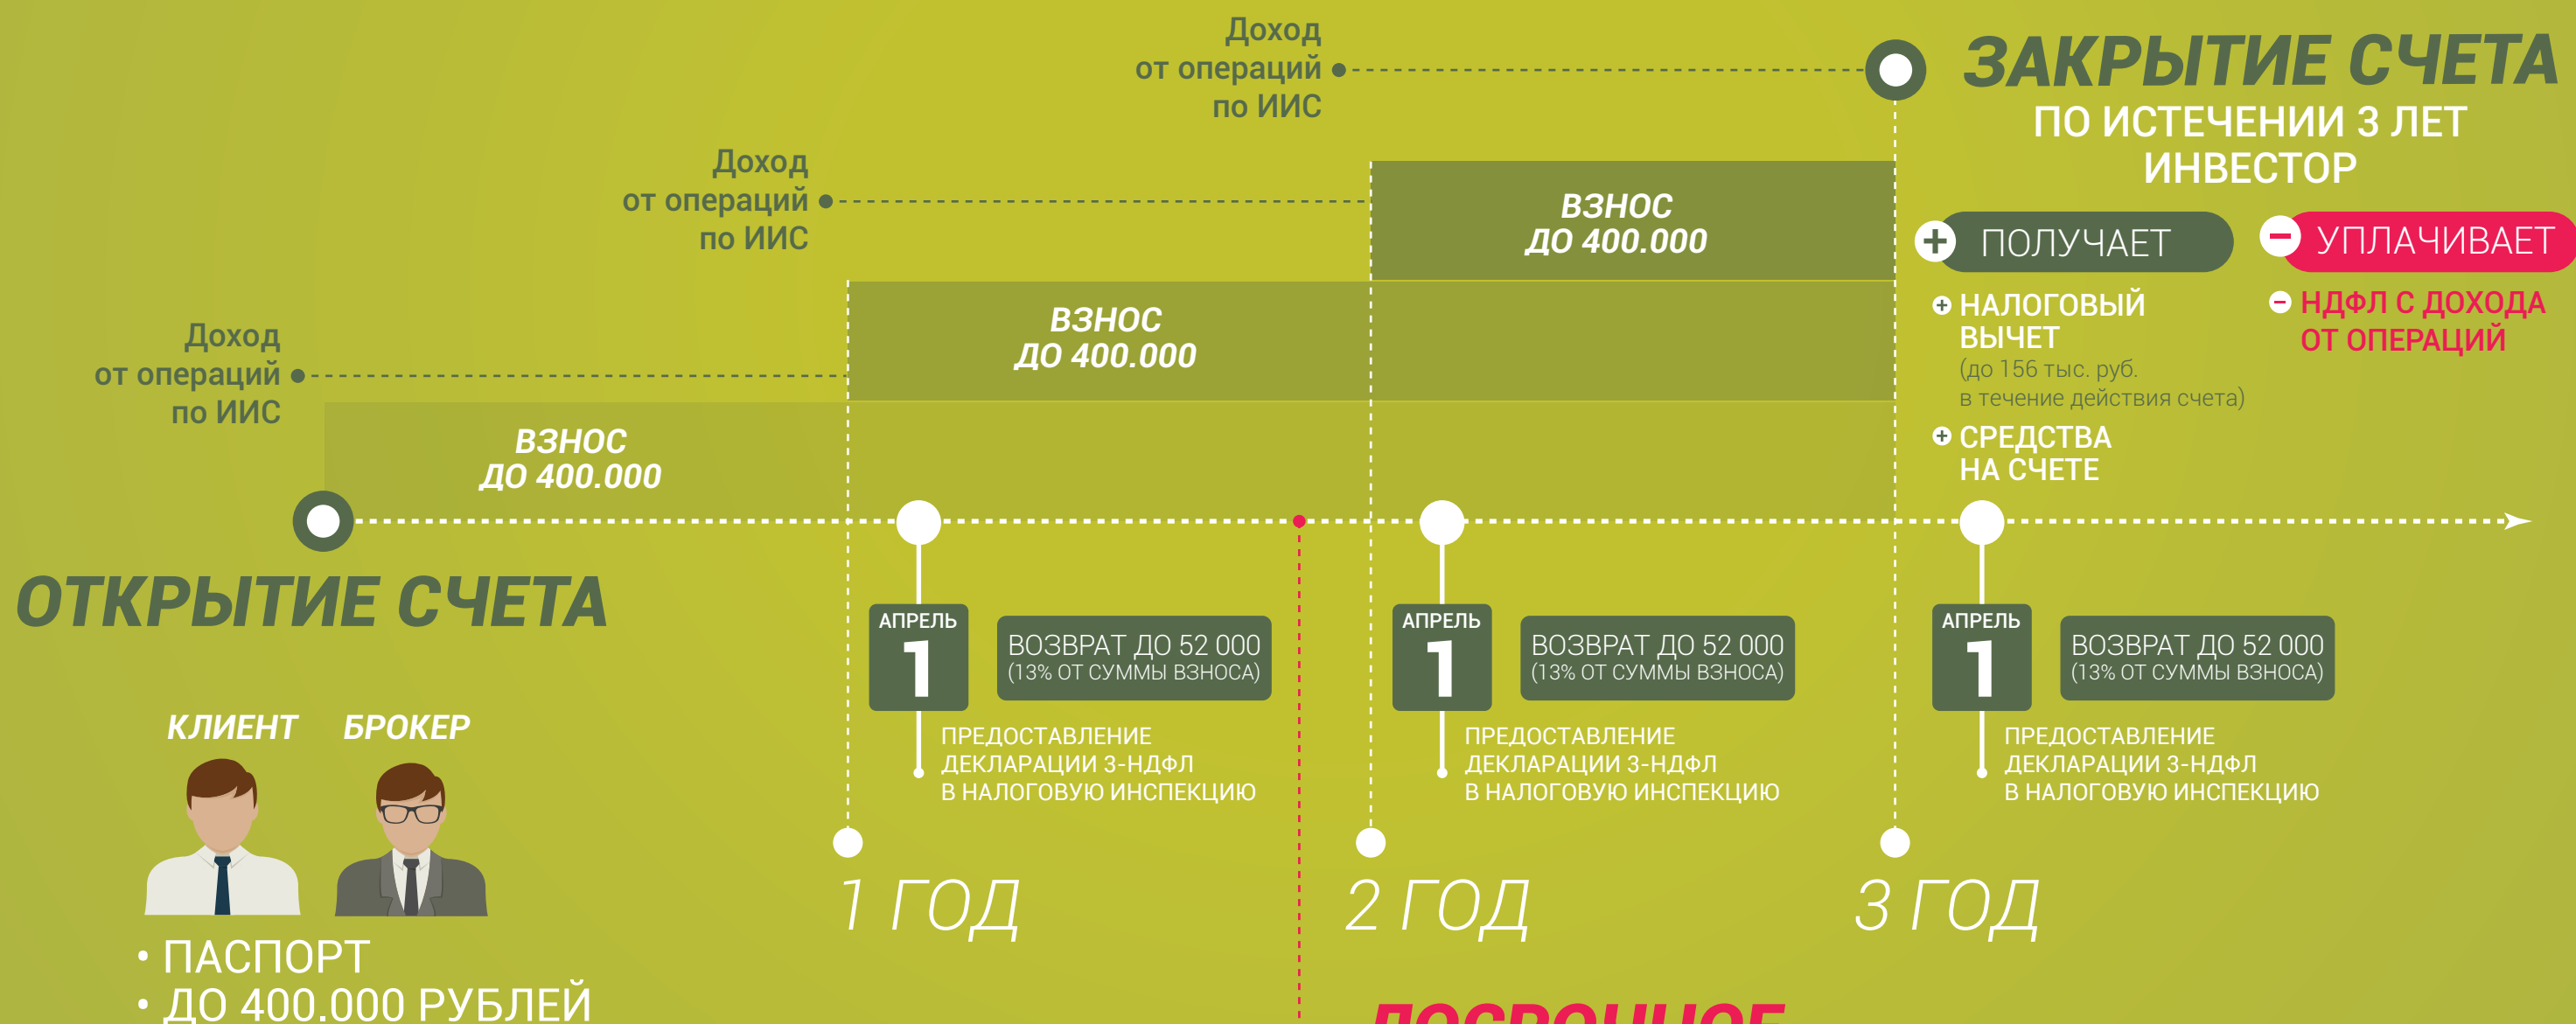 Доход
от операций
по ИИС
ЗАКРЫТИЕ СЧЕТА
ПО ИСТЕЧЕНИИ 3 ЛЕТ
ИНВЕСТОР
Доход
от операций
по ИИС
ВЗНОС
ДО 400.000
+ ПОЛУЧАЕТ
+ НАЛОГОВЫЙ
ВЫЧЕТ
(до 156 тыс. руб.
в течение действия счета)
+ СРЕДСТВА
НА СЧЕТЕ
− УПЛАЧИВАЕТ
− НДФЛ С ДОХОДА
ОТ ОПЕРАЦИЙ
ВЗНОС
ДО 400.000
Доход
от операций
по ИИС
ВЗНОС
ДО 400.000
ОТКРЫТИЕ СЧЕТА
АПРЕЛЬ
1
ВОЗВРАТ ДО 52 000
(13% ОТ СУММЫ ВЗНОСА)
ПРЕДОСТАВЛЕНИЕ
ДЕКЛАРАЦИИ 3-НДФЛ
В НАЛОГОВУЮ ИНСПЕКЦИЮ
АПРЕЛЬ
1
ВОЗВРАТ ДО 52 000
(13% ОТ СУММЫ ВЗНОСА)
ПРЕДОСТАВЛЕНИЕ
ДЕКЛАРАЦИИ 3-НДФЛ
В НАЛОГОВУЮ ИНСПЕКЦИЮ
АПРЕЛЬ
1
ВОЗВРАТ ДО 52 000
(13% ОТ СУММЫ ВЗНОСА)
ПРЕДОСТАВЛЕНИЕ
ДЕКЛАРАЦИИ 3-НДФЛ
В НАЛОГОВУЮ ИНСПЕКЦИЮ
КЛИЕНТ БРОКЕР
1 ГОД
2 ГОД
3 ГОД
• ПАСПОРТ
• ДО 400.000 РУБЛЕЙ
ДОСРОЧНОЕ